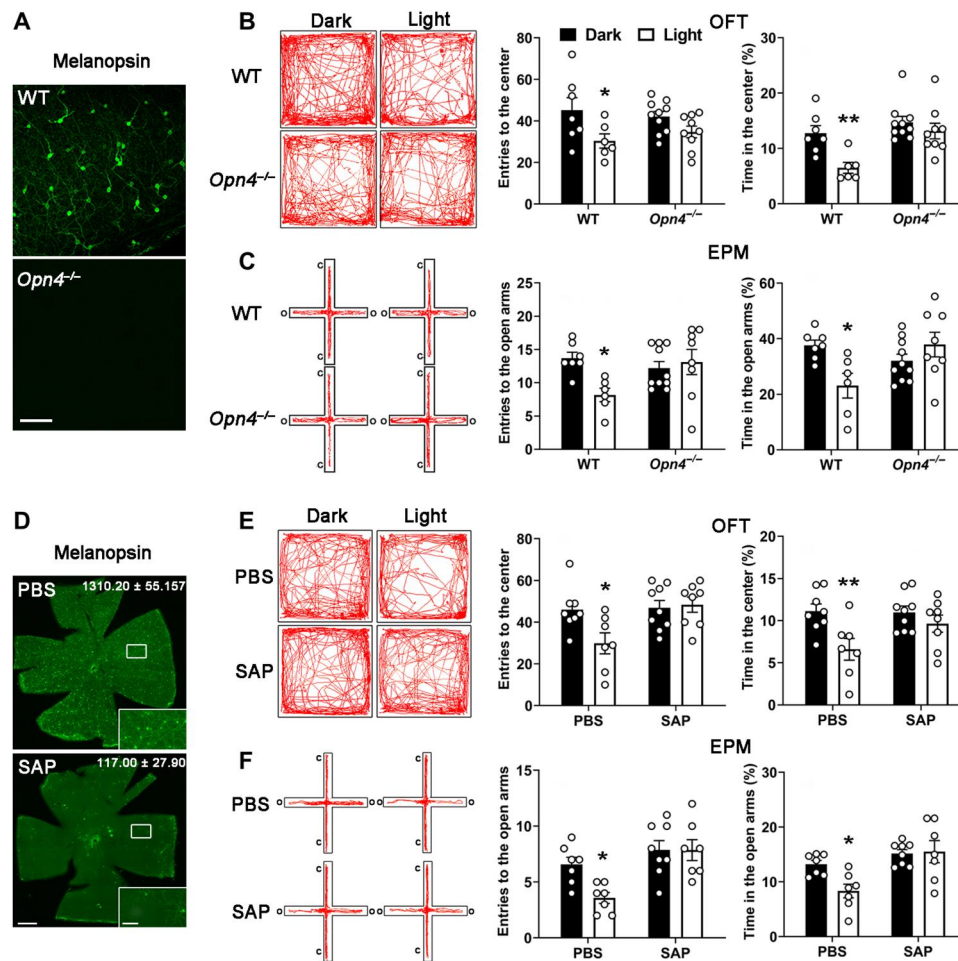 A
Melanopsin
WT
Opn4–/–
B
Dark Light
WT
Opn4–/–
OFT
Dark Light
Entries to the center
80
60
40
20
0
*
WT Opn4–/–
Time in the center (%)
30
20
10
0
**
WT Opn4–/–
C
WT
C
O O
C
C
O O
C
Opn4–/–
C
O O
C
C
O O
C
EPM
Entries to the open arms
25
20
15
10
5
0
*
WT Opn4–/–
Time in the open arms (%)
60
40
20
0
*
WT Opn4–/–
D
Melanopsin
PBS 1310.20 ± 55.157
SAP 117.00 ± 27.90
E
Dark Light
PBS
SAP
OFT
Entries to the center
80
60
40
20
0
*
PBS SAP
Time in the center (%)
20
15
10
5
0
**
PBS SAP
F
PBS
C
O O
C
C
O O
C
SAP
C
O O
C
C
O O
C
EPM
Entries to the open arms
15
10
5
0
*
PBS SAP
Time in the open arms (%)
30
20
10
0
*
PBS SAP